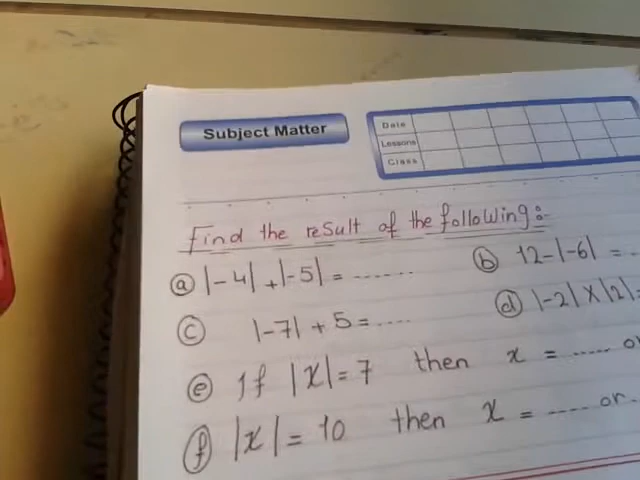 Subject Matter
Date
Lessons
Class
Find the result of the following:-
(a) |-4| + |-5| = .......
(b) 12-|-6| = ..
(c) |-7| + 5 = ....
(d) |-2| X |2| =
(e) If |x| = 7 then x = ..... or
(f) |x| = 10 then x = .... or.